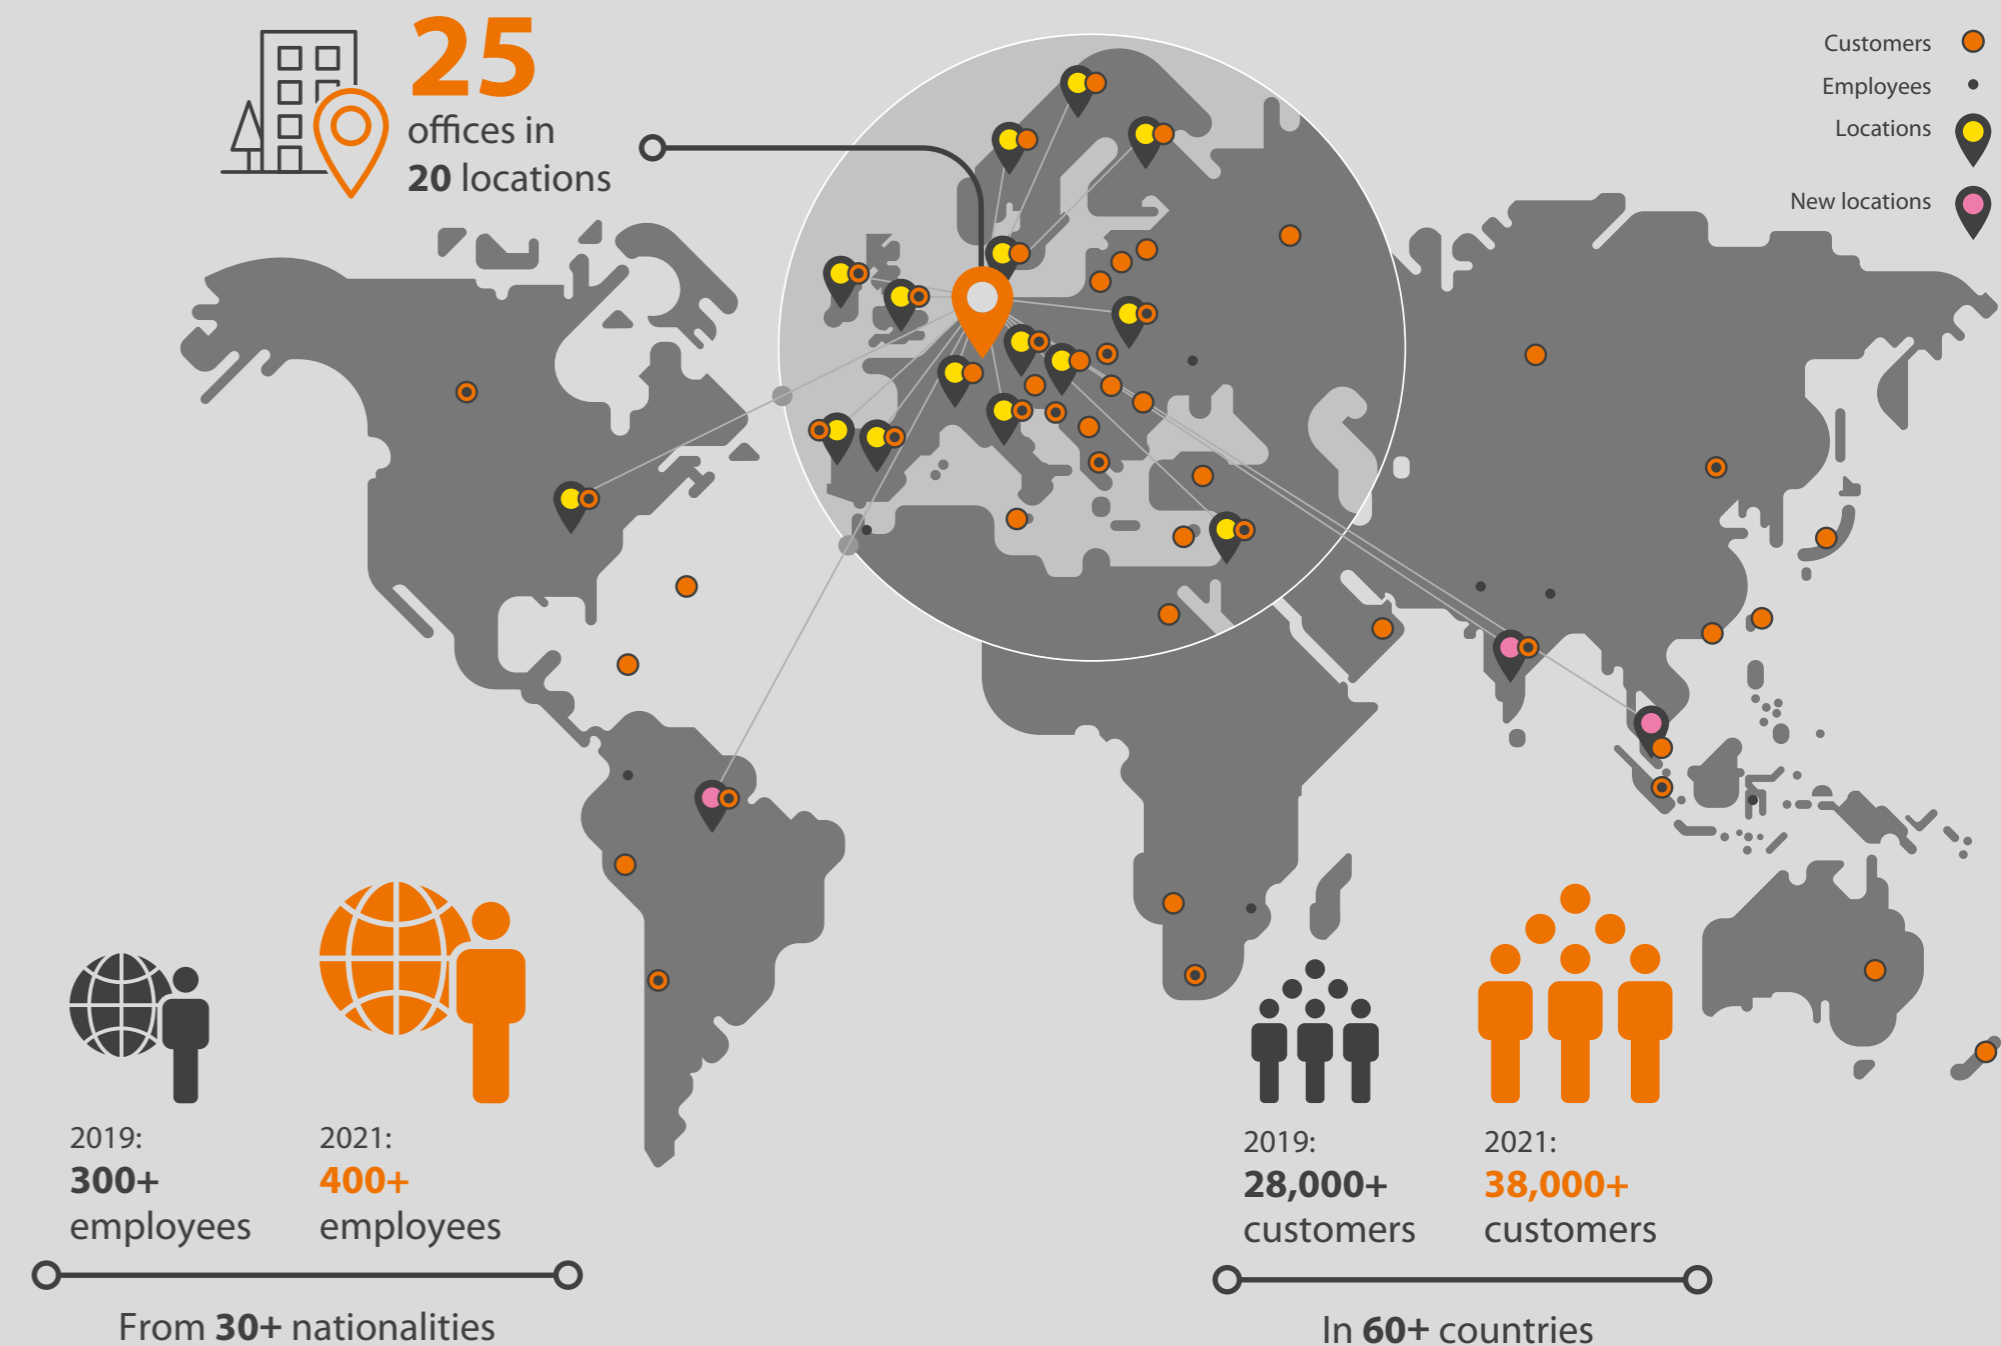 25
offices in
20 locations
Customers
Employees
Locations
New locations
2019:
300+
employees
2021:
400+
employees
From 30+ nationalities
2019:
28,000+
customers
2021:
38,000+
customers
In 60+ countries